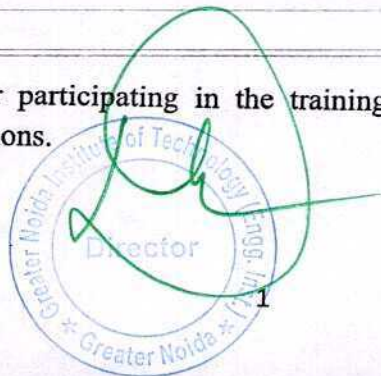 participating in the training
ons.
Greater Noida Institute of Technology (Engg. Inst.)
Director
★ Greater Noida ★
1